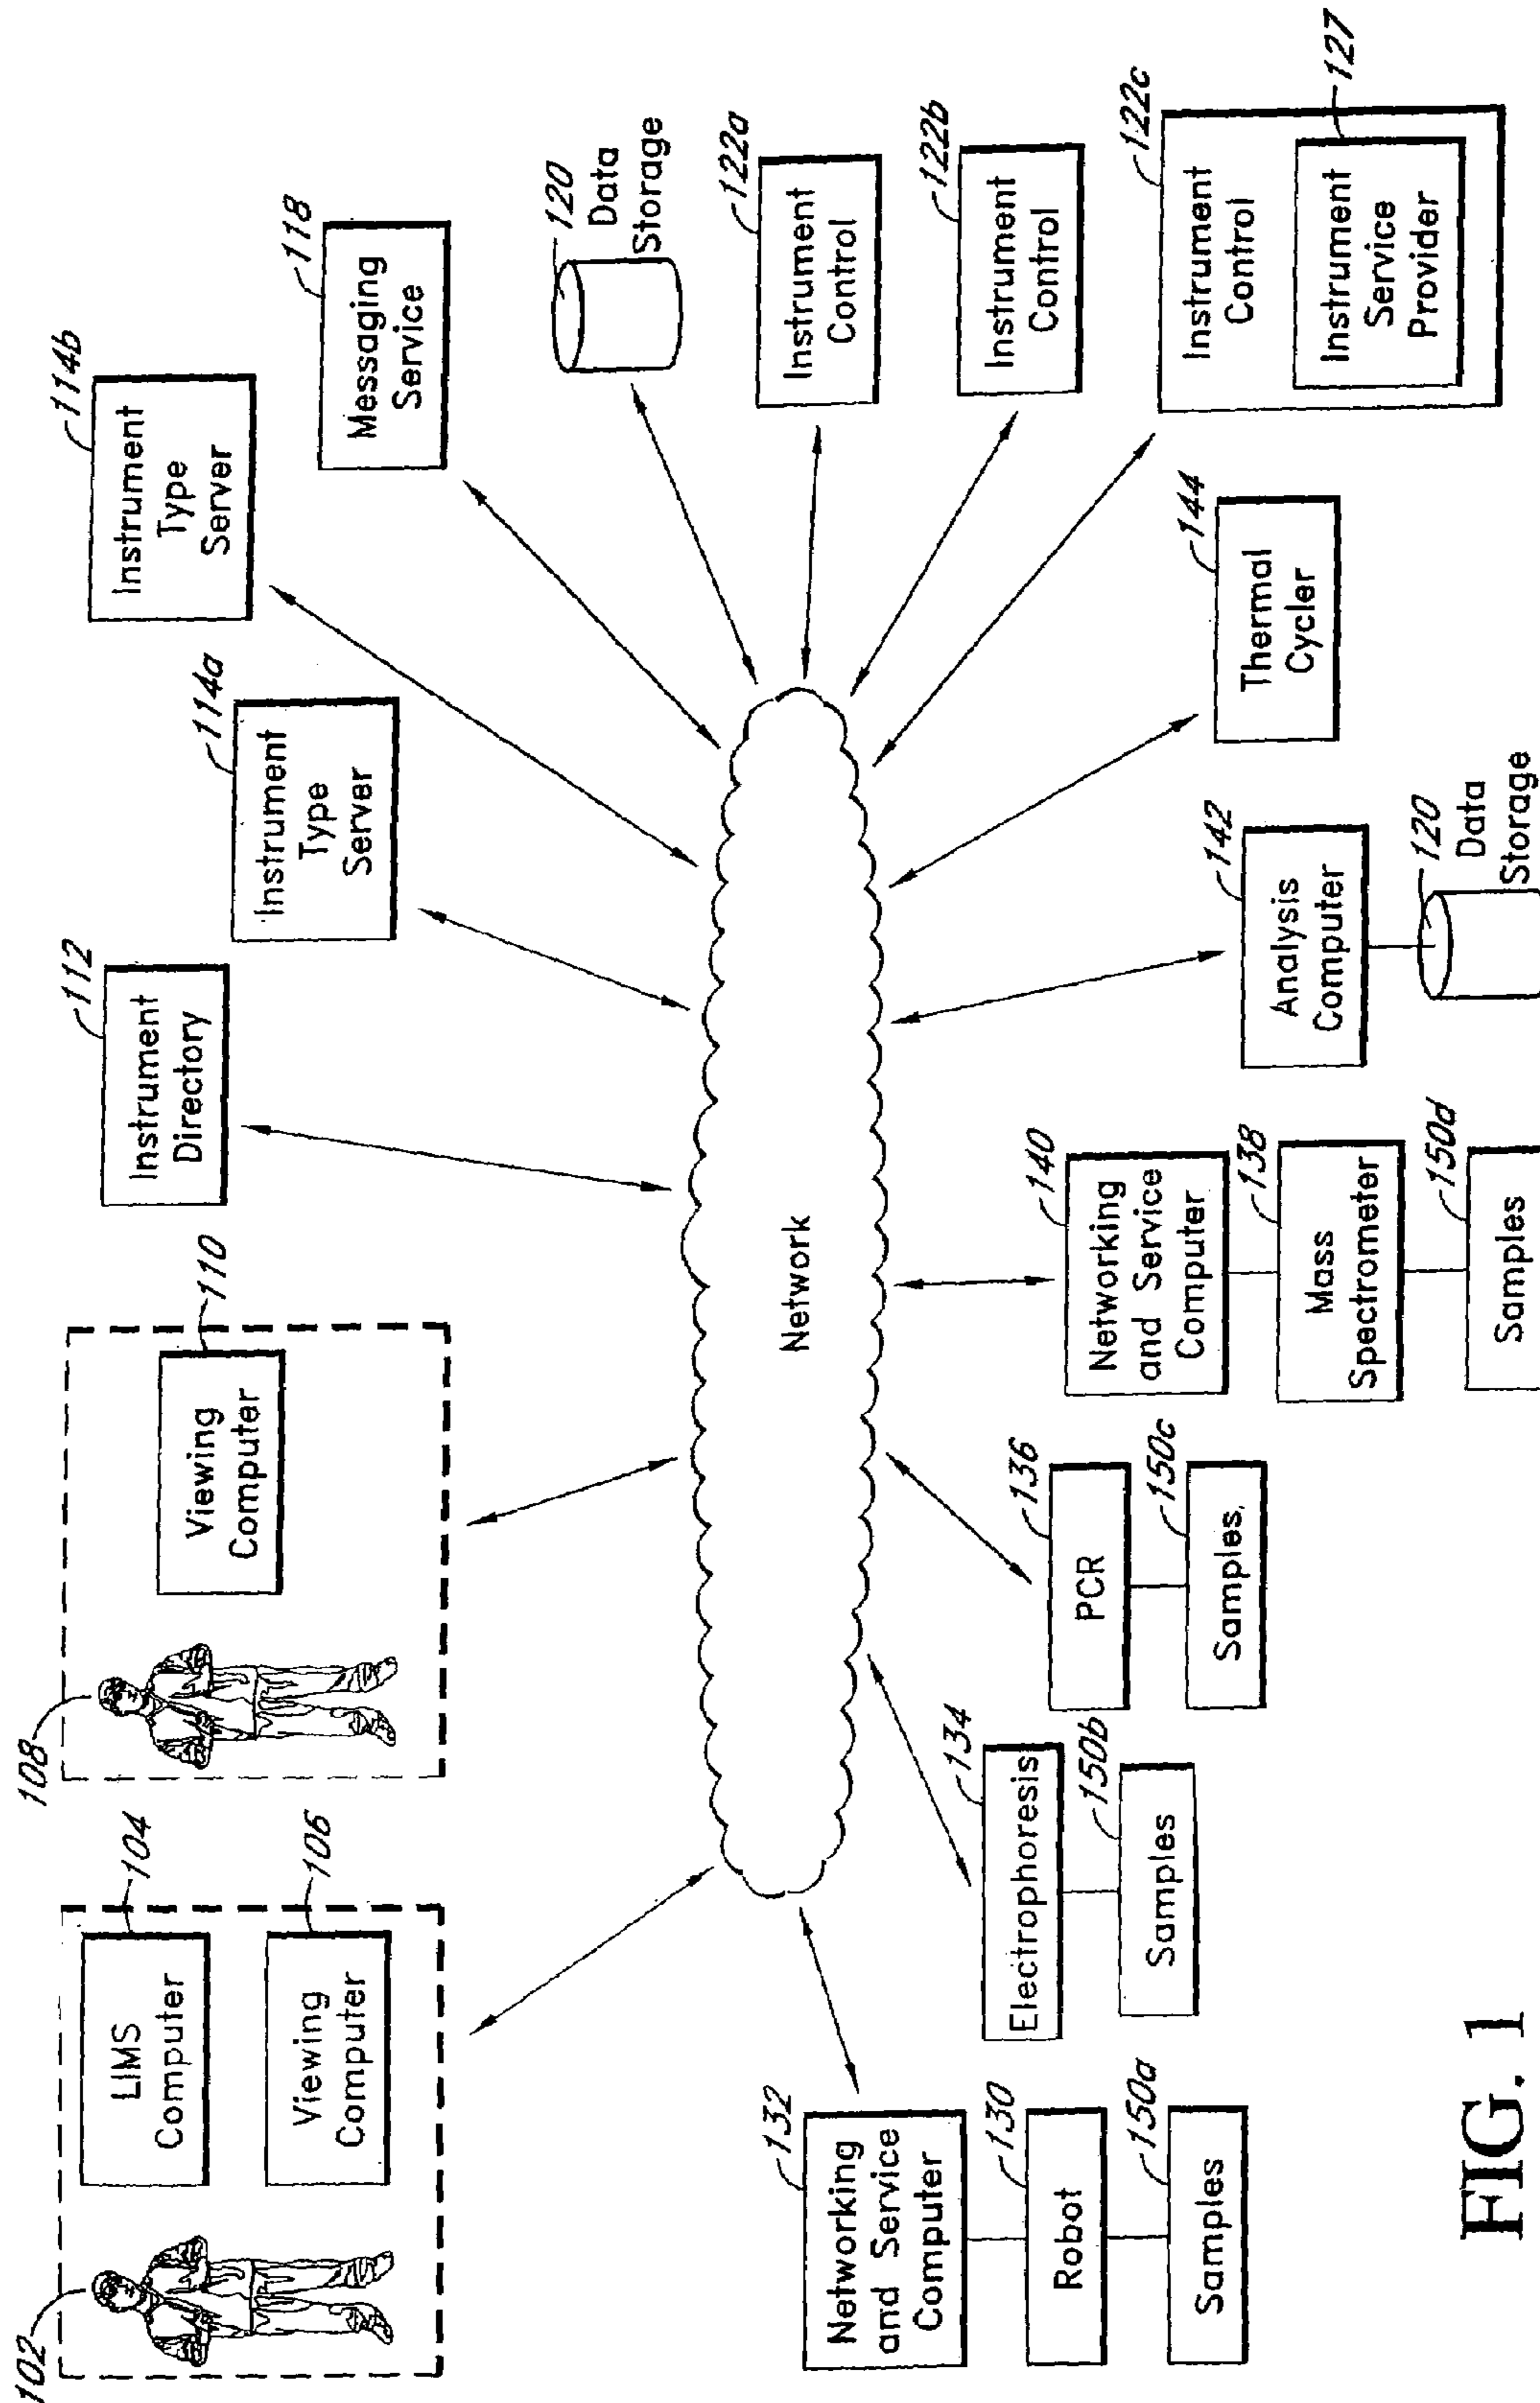 102
LIMS
Computer
104
Viewing
Computer
106
108
Viewing
Computer
110
Instrument
Directory
112
Instrument
Type
Server
114a
Instrument
Type
Server
114b
Messaging
Service
118
120
Data
Storage
Network
Instrument
Control
122a
Instrument
Control
122b
Instrument
Control
122c
Instrument
Service
Provider
127
Networking
and Service
Computer
132
Robot
130
Samples
150a
Electrophoresis
134
Samples
150b
PCR
136
Samples
150c
Networking
and Service
Computer
140
Mass
Spectrometer
138
Samples
150d
Analysis
Computer
142
120
Data
Storage
Thermal
Cycler
144
FIG. 1